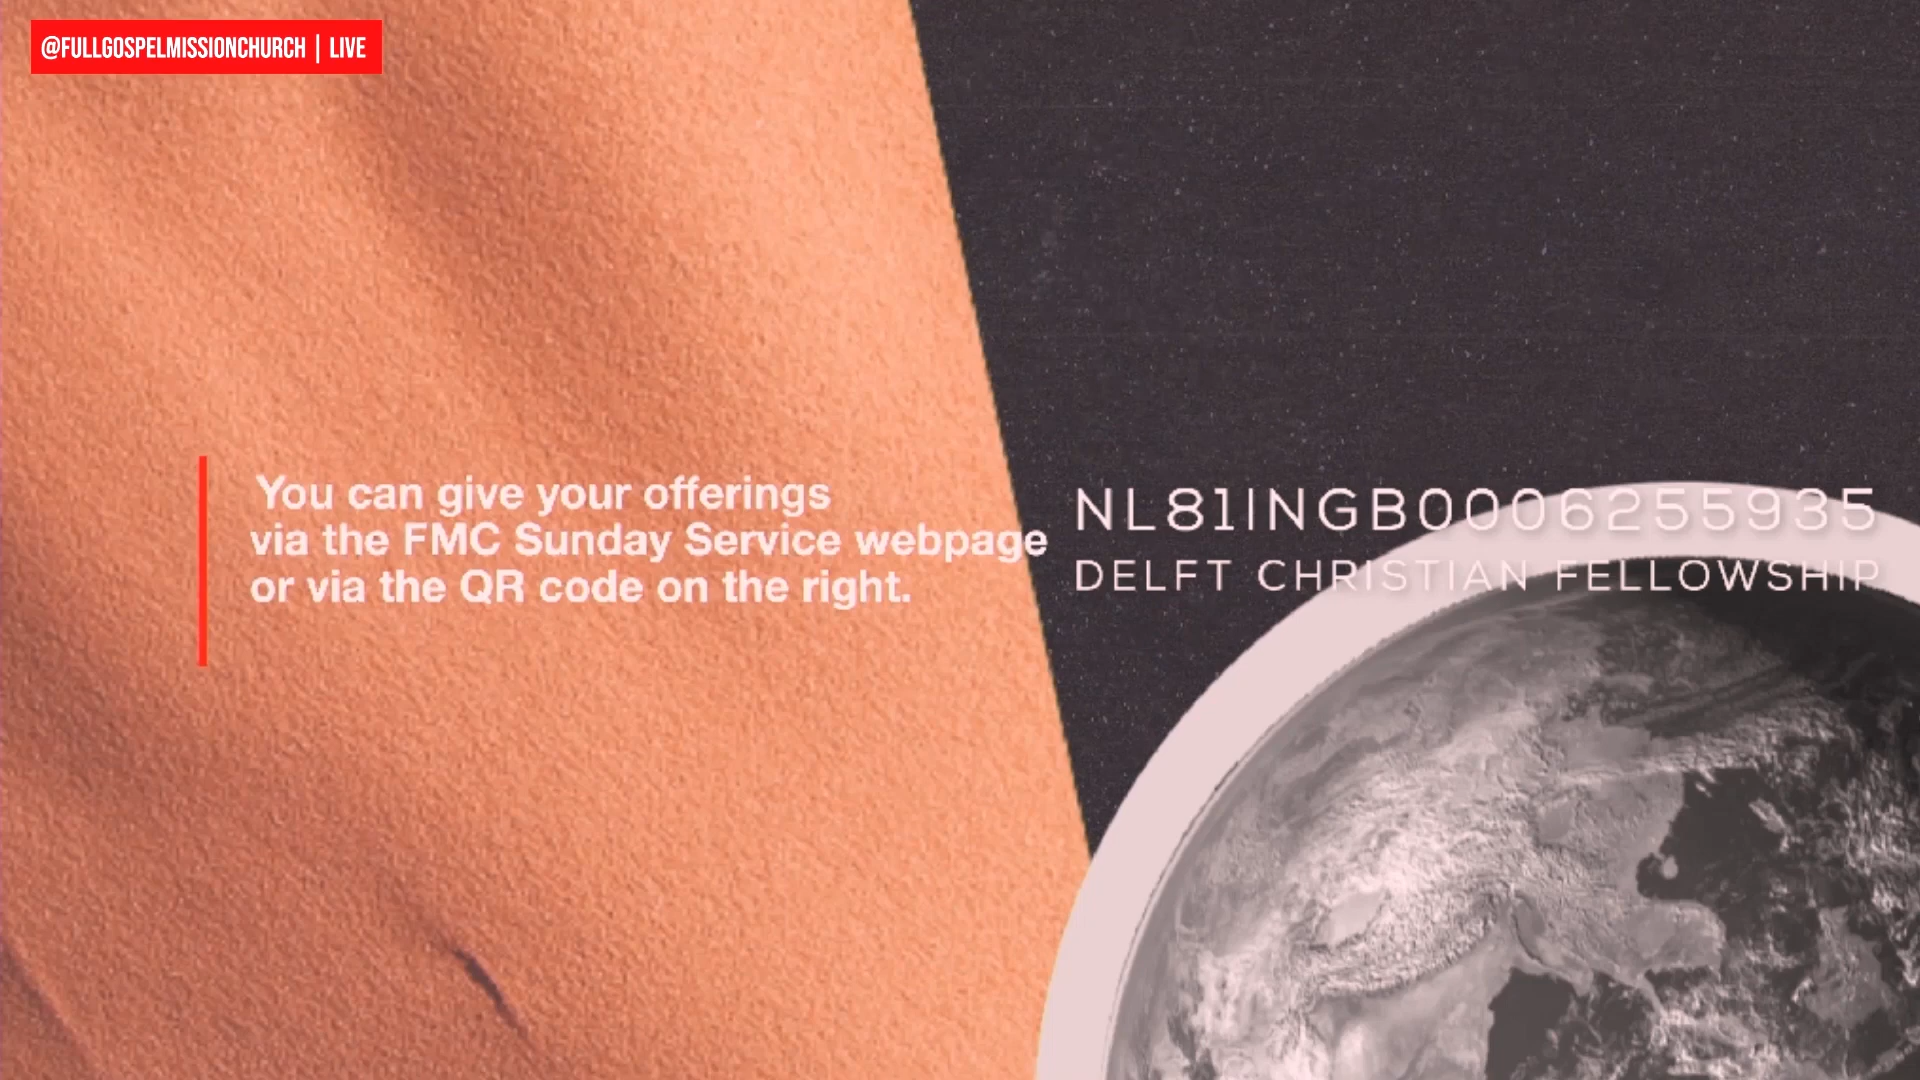 @FULLGOSPELMISSIONCHURCH | LIVE
You can give your offerings
via the FMC Sunday Service webpage
or via the QR code on the right.
NL81INGB0006255935
DELFT CHRISTIAN FELLOWSHIP